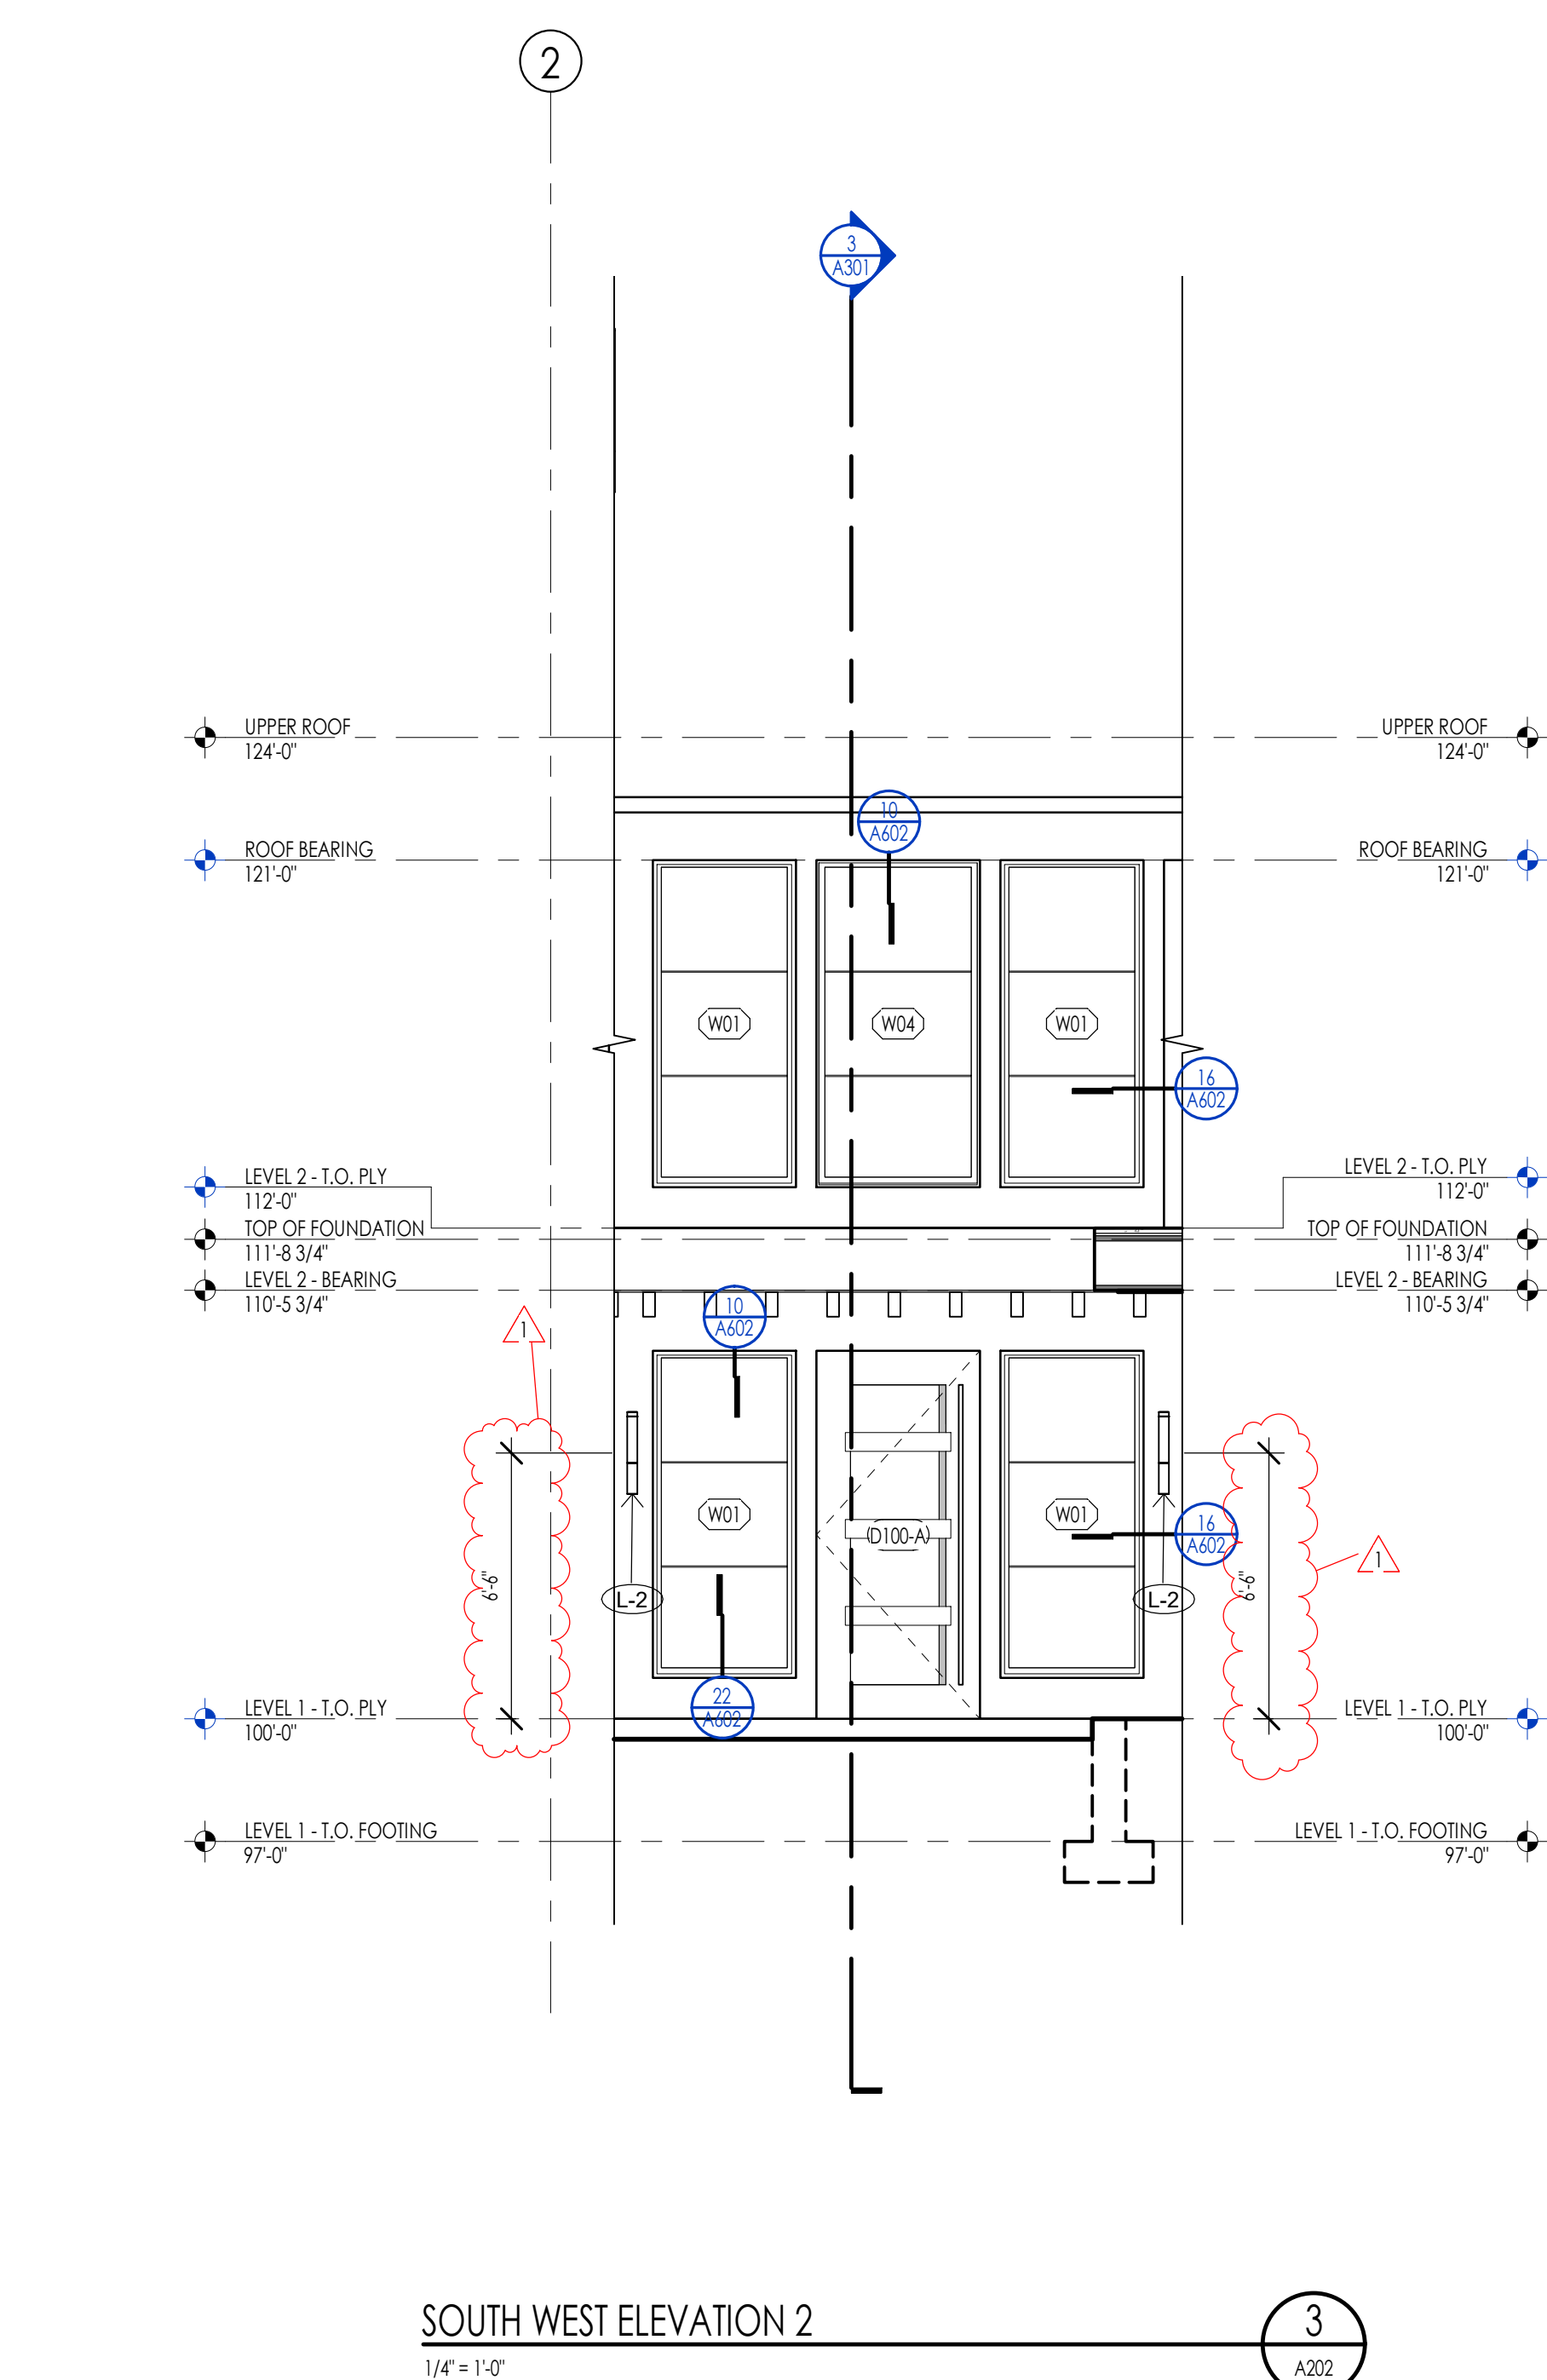 2
3
A301
UPPER ROOF
124'-0"
UPPER ROOF
124'-0"
10
A602
ROOF BEARING
121'-0"
ROOF BEARING
121'-0"
W01
W04
W01
16
A602
LEVEL 2 - T.O. PLY
112'-0"
LEVEL 2 - T.O. PLY
112'-0"
TOP OF FOUNDATION
111'-8 3/4"
TOP OF FOUNDATION
111'-8 3/4"
LEVEL 2 - BEARING
110'-5 3/4"
LEVEL 2 - BEARING
110'-5 3/4"
10
A602
1
W01
D100-A
W01
16
A602
1
6'-6"
L-2
L-2
6'-6"
22
A602
LEVEL 1 - T.O. PLY
100'-0"
LEVEL 1 - T.O. PLY
100'-0"
LEVEL 1 - T.O. FOOTING
97'-0"
LEVEL 1 - T.O. FOOTING
97'-0"
SOUTH WEST ELEVATION 2
1/4" = 1'-0"
3
A202